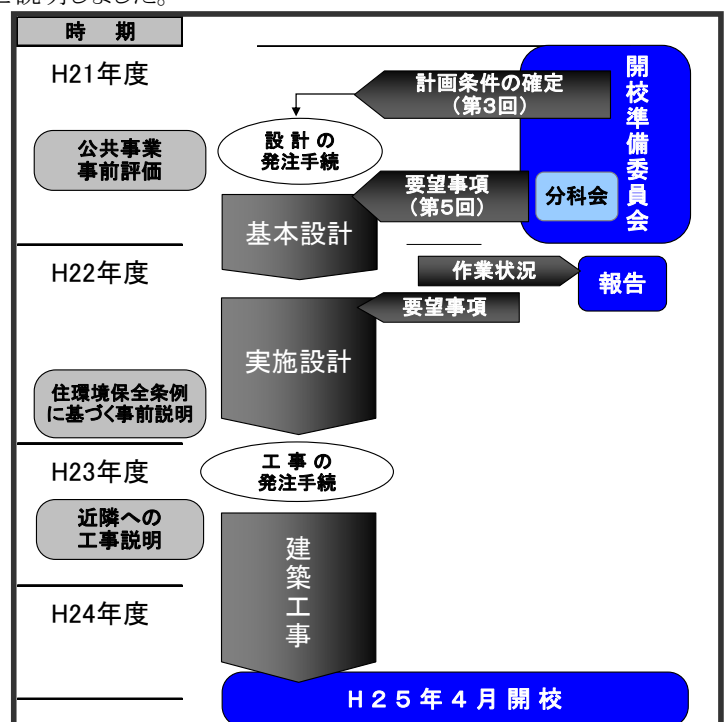 説明しました。
時 期
H21年度
開校準備委員会
計画条件の確定
(第3回)
設 計 の
発注手続
公共事業
事前評価
要望事項
(第5回)
分科会
基本設計
H22年度
作業状況
報告
要望事項
実施設計
住環境保全条例
に基づく事前説明
H23年度
工 事 の
発注手続
近隣への
工事説明
建築工事
H24年度
H25年4月開校